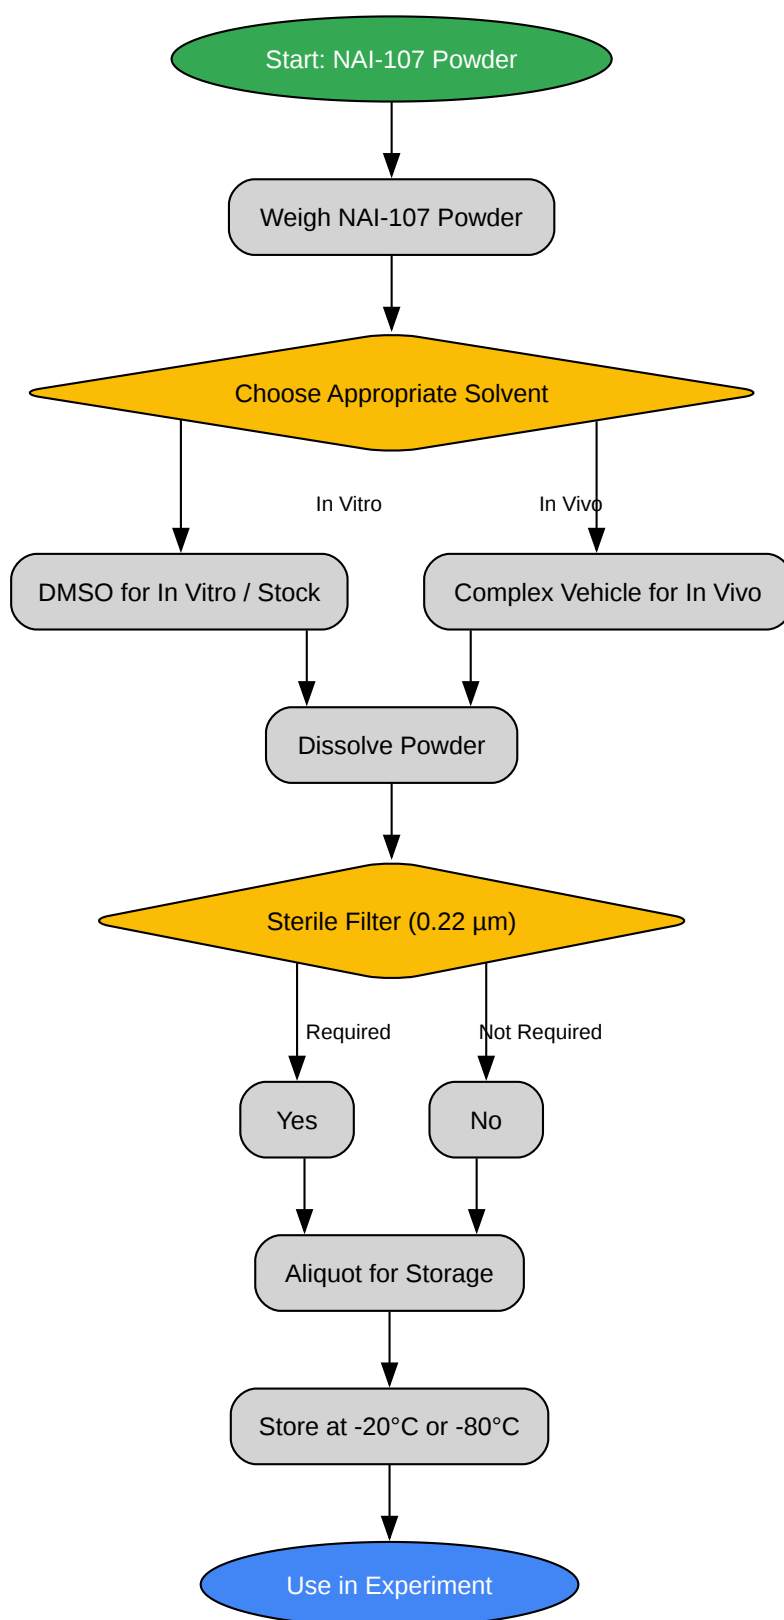 Start: NAI-107 Powder
Weigh NAI-107 Powder
Choose Appropriate Solvent
In Vitro
In Vivo
DMSO for In Vitro / Stock
Complex Vehicle for In Vivo
Dissolve Powder
Sterile Filter (0.22 µm)
Required
Not Required
Yes
No
Aliquot for Storage
Store at -20°C or -80°C
Use in Experiment